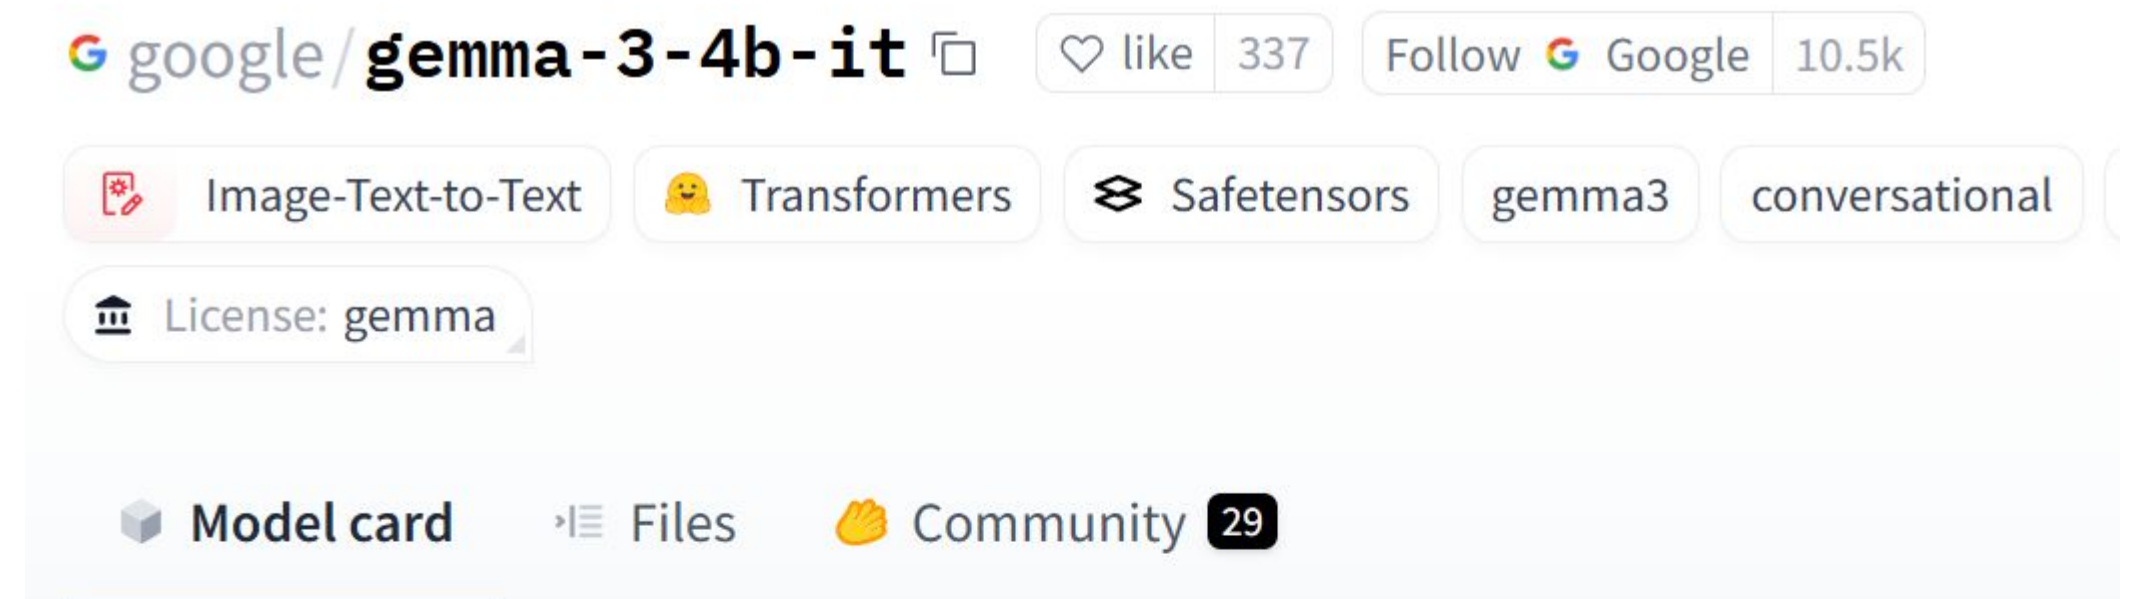 google/gemma-3-4b-it like 337 Follow Google 10.5k
Image-Text-to-Text Transformers Safetensors gemma3 conversational
License: gemma
Model card Files Community 29